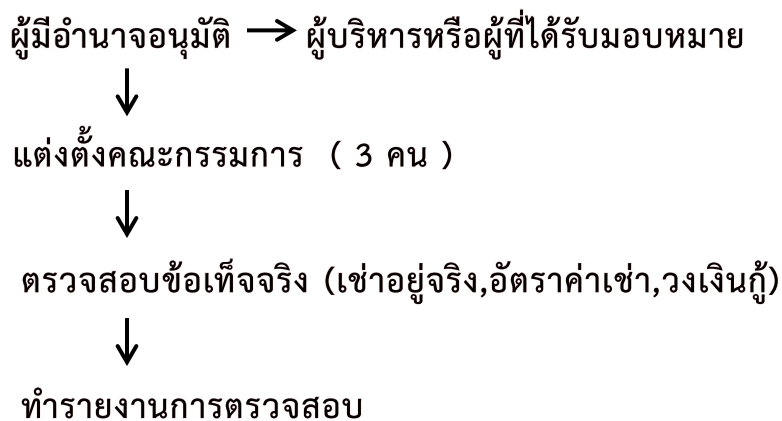 ผู้มีอำนาจอนุมัติ → ผู้บริหารหรือผู้ที่ได้รับมอบหมาย
แต่งตั้งคณะกรรมการ ( 3 คน )
ตรวจสอบข้อเท็จจริง (เช่าอยู่จริง,อัตราค่าเช่า,วงเงินกู้)
ทำรายงานการตรวจสอบ